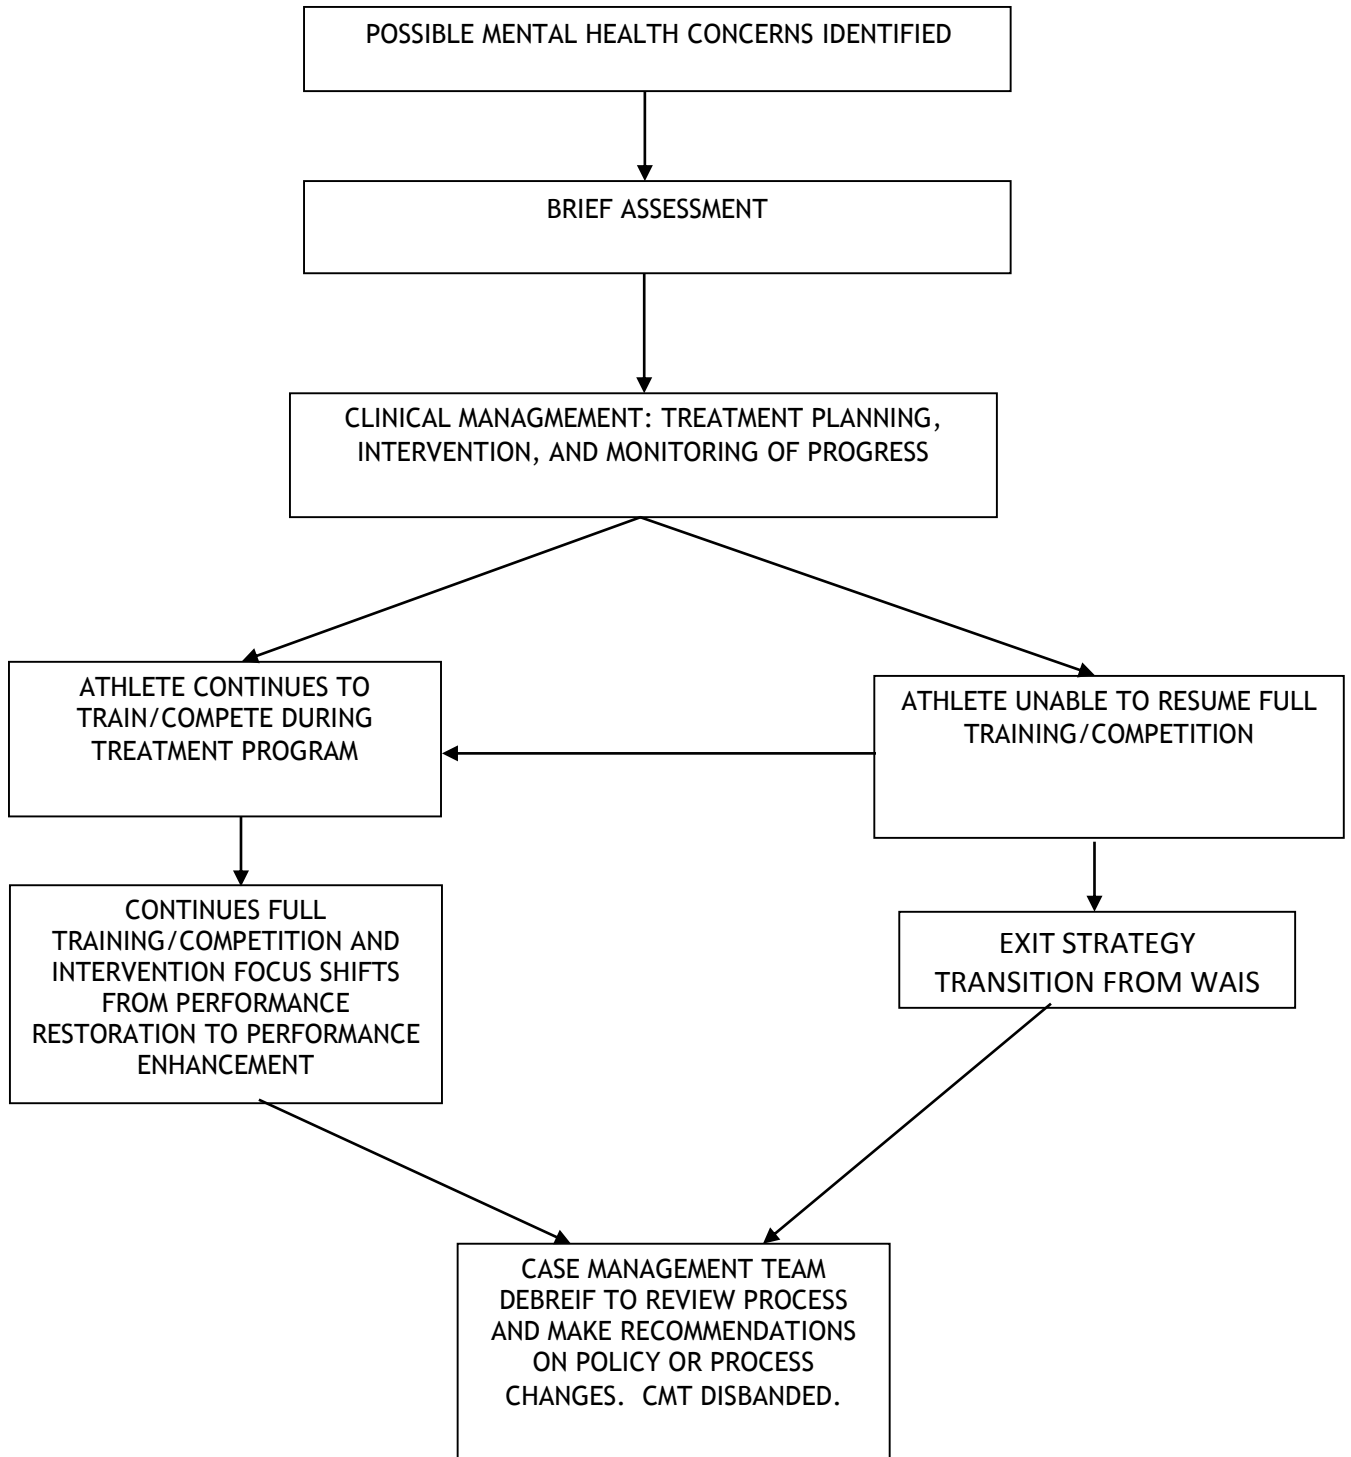 POSSIBLE MENTAL HEALTH CONCERNS IDENTIFIED
BRIEF ASSESSMENT
CLINICAL MANAGMEMENT: TREATMENT PLANNING,
INTERVENTION, AND MONITORING OF PROGRESS
ATHLETE CONTINUES TO
TRAIN/COMPETE DURING
TREATMENT PROGRAM
ATHLETE UNABLE TO RESUME FULL
TRAINING/COMPETITION
CONTINUES FULL
TRAINING/COMPETITION AND
INTERVENTION FOCUS SHIFTS
FROM PERFORMANCE
RESTORATION TO PERFORMANCE
ENHANCEMENT
EXIT STRATEGY
TRANSITION FROM WAIS
CASE MANAGEMENT TEAM
DEBREIF TO REVIEW PROCESS
AND MAKE RECOMMENDATIONS
ON POLICY OR PROCESS
CHANGES.  CMT DISBANDED.